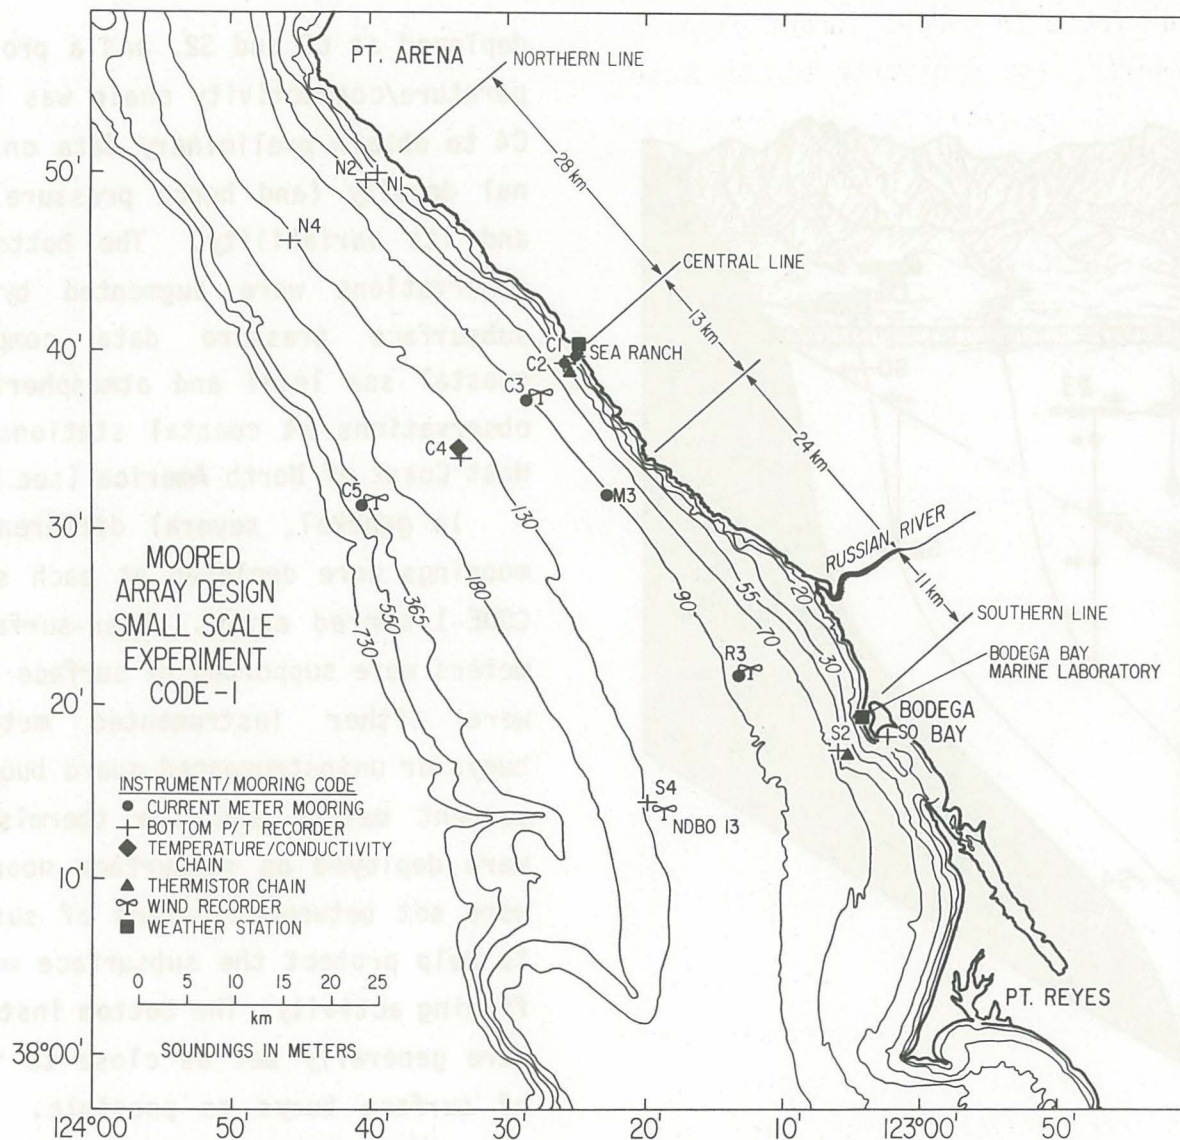 PT. ARENA
NORTHERN LINE
28 km
50'
N2
N1
N4
CENTRAL LINE
13 km
40'
C1
SEA RANCH
C2
C3
24 km
C4
M3
C5
130
30'
RUSSIAN RIVER
11 km
MOORED
ARRAY DESIGN
SMALL SCALE
EXPERIMENT
CODE-1
180
365
550
730
90
55
20
70
30
SOUTHERN LINE
R3
BODEGA BAY
MARINE LABORATORY
20'
BODEGA
BAY
SO
S2
S4
NDBO 13
INSTRUMENT/MOORING CODE
CURRENT METER MOORING
BOTTOM P/T RECORDER
TEMPERATURE/CONDUCTIVITY
CHAIN
THERMISTOR CHAIN
WIND RECORDER
WEATHER STATION
10'
0 5 10 15 20 25
km
SOUNDINGS IN METERS
PT. REYES
38°00'
124°00' 50' 40' 30' 20' 10' 123°00' 50'